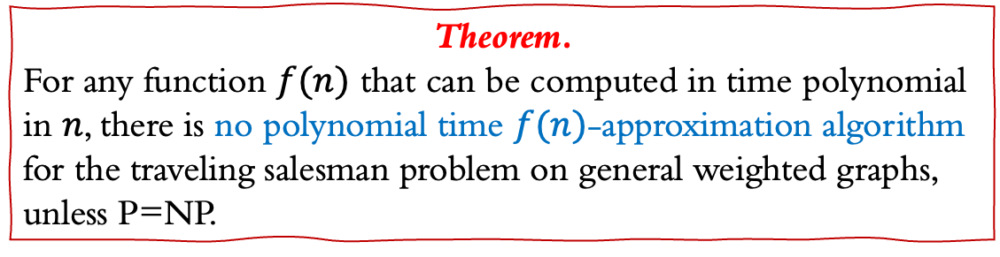 Theorem.
For any function f(n) that can be computed in time polynomial
in n, there is no polynomial time f(n)-approximation algorithm
for the traveling salesman problem on general weighted graphs,
unless P=NP.